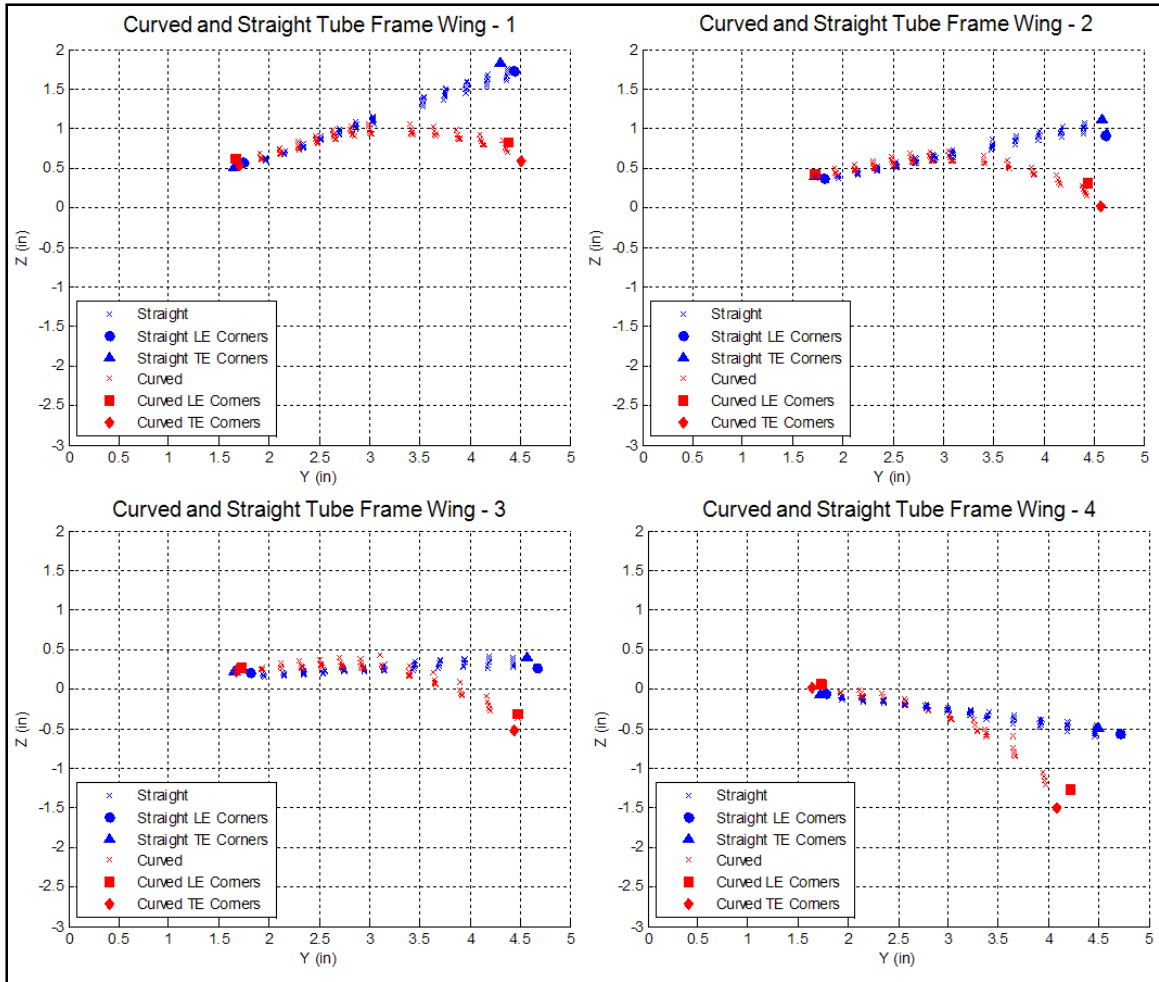 Curved and Straight Tube Frame Wing - 1
2
1.5
1
0.5
0
-0.5
-1
-1.5
-2
-2.5
-3
Z (in)
Straight
Straight LE Corners
Straight TE Corners
Curved
Curved LE Corners
Curved TE Corners
0 0.5 1 1.5 2 2.5 3 3.5 4 4.5 5
Y (in)
Curved and Straight Tube Frame Wing - 2
2
1.5
1
0.5
0
-0.5
-1
-1.5
-2
-2.5
-3
Z (in)
Straight
Straight LE Corners
Straight TE Corners
Curved
Curved LE Corners
Curved TE Corners
0 0.5 1 1.5 2 2.5 3 3.5 4 4.5 5
Y (in)
Curved and Straight Tube Frame Wing - 3
2
1.5
1
0.5
0
-0.5
-1
-1.5
-2
-2.5
-3
Z (in)
Straight
Straight LE Corners
Straight TE Corners
Curved
Curved LE Corners
Curved TE Corners
0 0.5 1 1.5 2 2.5 3 3.5 4 4.5 5
Y (in)
Curved and Straight Tube Frame Wing - 4
2
1.5
1
0.5
0
-0.5
-1
-1.5
-2
-2.5
-3
Z (in)
Straight
Straight LE Corners
Straight TE Corners
Curved
Curved LE Corners
Curved TE Corners
0 0.5 1 1.5 2 2.5 3 3.5 4 4.5 5
Y (in)